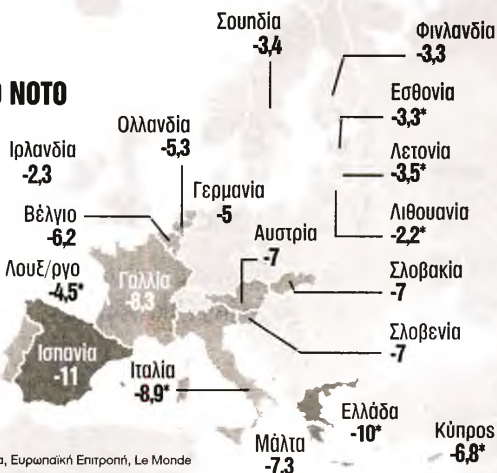 Ο ΝΟΤΟ
Σουηδία
-3,4
Φινλανδία
-3,3
Εσθονία
-3,3*
Ολλανδία
-5,3
Ιρλανδία
-2,3
Λετονία
-3,5*
Γερμανία
-5
Βέλγιο
-6,2
Λιθουανία
-2,2*
Αυστρία
-7
Λουξ/ργο
-4,5*
Γαλλία
-8,3
Σλοβακία
-7
Σλοβενία
-7
Ισπανία
-11
Ιταλία
-8,9*
Ελλάδα
-10*
Κύπρος
-6,8*
Μάλτα
-7,3
α, Ευρωπαϊκή Επιτροπή, Le Monde